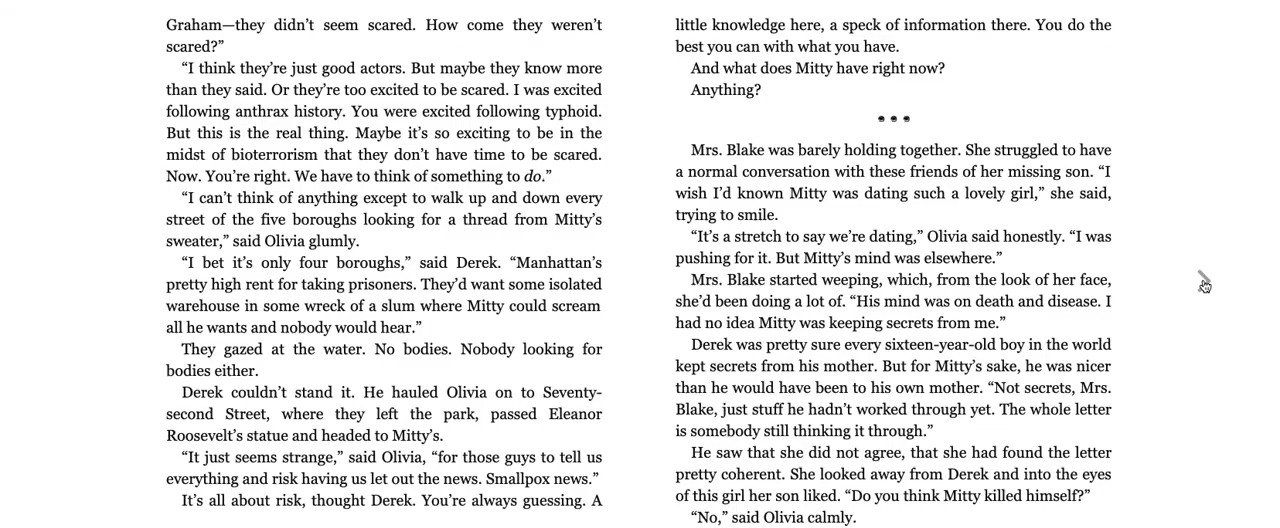 Graham—they didn’t seem scared. How come they weren’t
scared?”
“I think they’re just good actors. But maybe they know more
than they said. Or they’re too excited to be scared. I was excited
following anthrax history. You were excited following typhoid.
But this is the real thing. Maybe it’s so exciting to be in the
midst of bioterrorism that they don’t have time to be scared.
Now. You’re right. We have to think of something to do.”
“I can’t think of anything except to walk up and down every
street of the five boroughs looking for a thread from Mitty’s
sweater,” said Olivia glumly.
“I bet it’s only four boroughs,” said Derek. “Manhattan’s
pretty high rent for taking prisoners. They’d want some isolated
warehouse in some wreck of a slum where Mitty could scream
all he wants and nobody would hear.”
They gazed at the water. No bodies. Nobody looking for
bodies either.
Derek couldn’t stand it. He hauled Olivia on to Seventy-
second Street, where they left the park, passed Eleanor
Roosevelt’s statue and headed to Mitty’s.
“It just seems strange,” said Olivia, “for those guys to tell us
everything and risk having us let out the news. Smallpox news.”
It’s all about risk, thought Derek. You’re always guessing. A
little knowledge here, a speck of information there. You do the
best you can with what you have.
And what does Mitty have right now?
Anything?
• • •
Mrs. Blake was barely holding together. She struggled to have
a normal conversation with these friends of her missing son. “I
wish I’d known Mitty was dating such a lovely girl,” she said,
trying to smile.
“It’s a stretch to say we’re dating,” Olivia said honestly. “I was
pushing for it. But Mitty’s mind was elsewhere.”
Mrs. Blake started weeping, which, from the look of her face,
she’d been doing a lot of. “His mind was on death and disease. I
had no idea Mitty was keeping secrets from me.”
Derek was pretty sure every sixteen-year-old boy in the world
kept secrets from his mother. But for Mitty’s sake, he was nicer
than he would have been to his own mother. “Not secrets, Mrs.
Blake, just stuff he hadn’t worked through yet. The whole letter
is somebody still thinking it through.”
He saw that she did not agree, that she had found the letter
pretty coherent. She looked away from Derek and into the eyes
of this girl her son liked. “Do you think Mitty killed himself?”
“No,” said Olivia calmly.